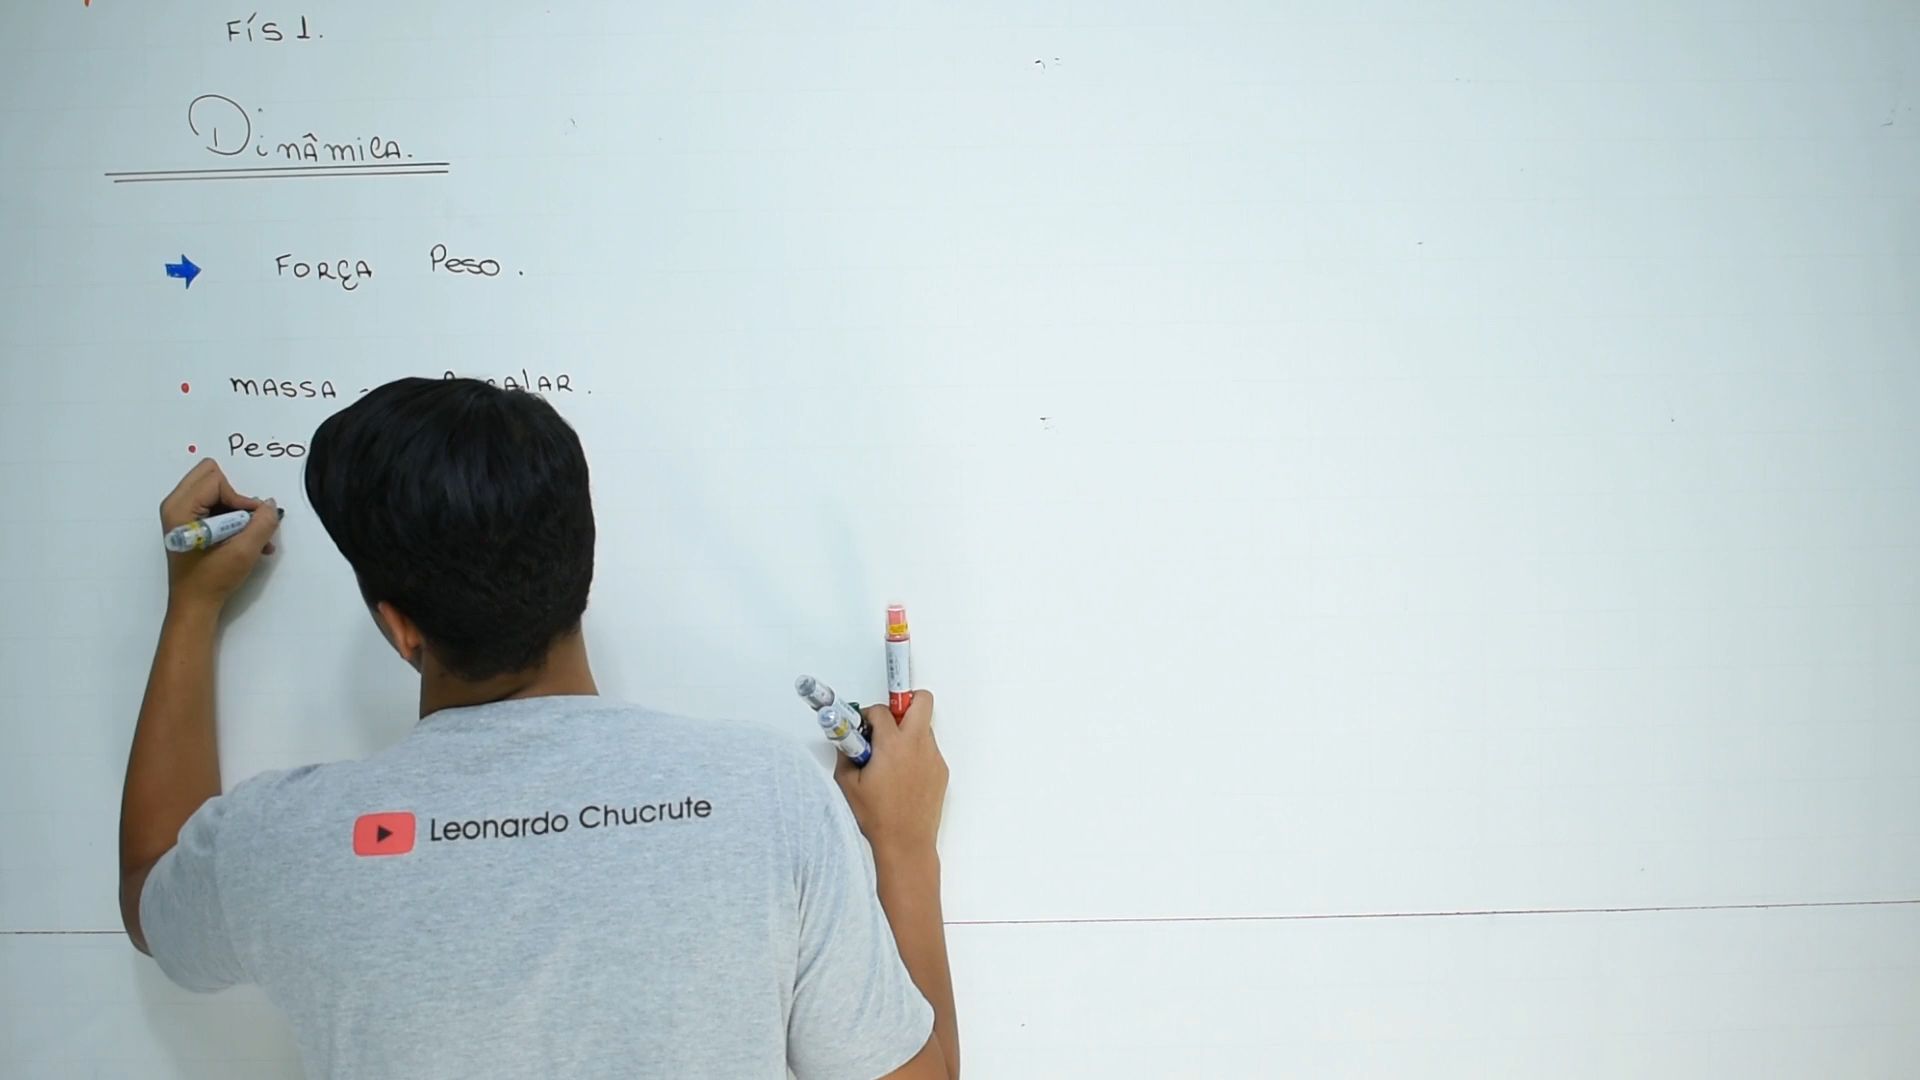 Fís 1.
Dinâmica.
Força Peso.
• massa -
• Peso
Leonardo Chucrute